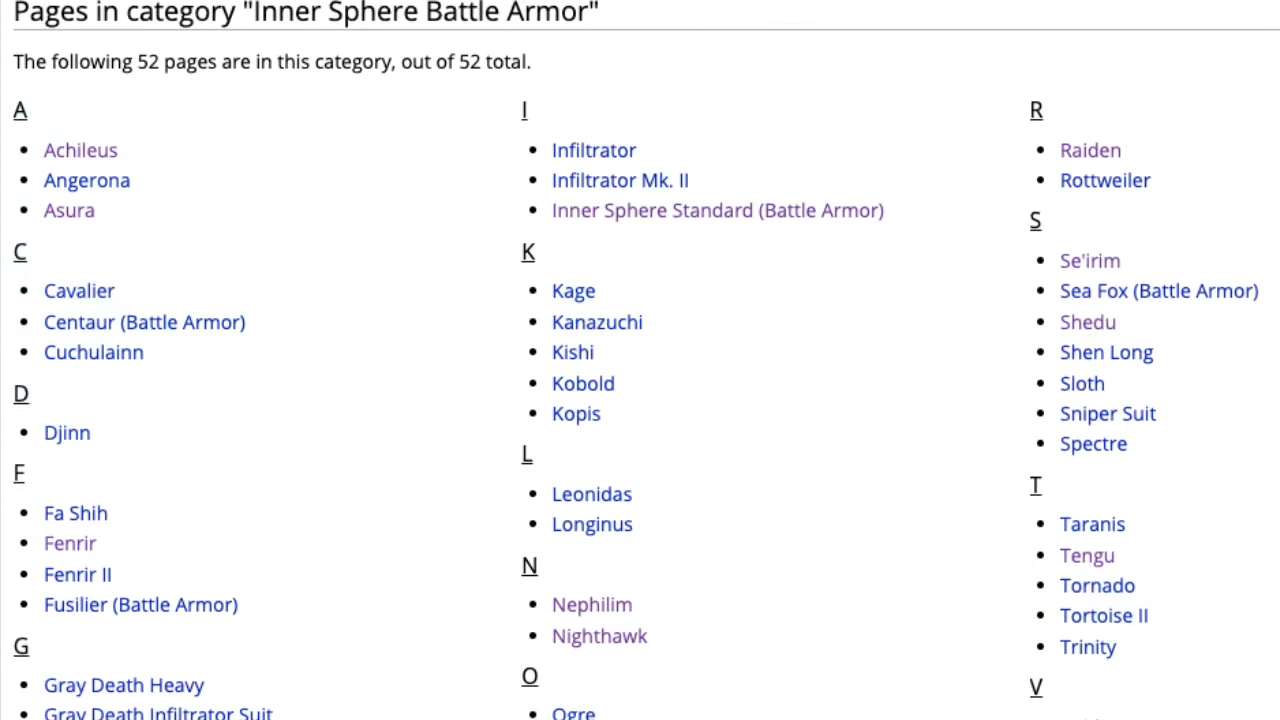 Pages in category "Inner Sphere Battle Armor"
The following 52 pages are in this category, out of 52 total.
A
Achileus
Angerona
Asura
C
Cavalier
Centaur (Battle Armor)
Cuchulainn
D
Djinn
F
Fa Shih
Fenrir
Fenrir II
Fusilier (Battle Armor)
G
Gray Death Heavy
Gray Death Infiltrator Suit
I
Infiltrator
Infiltrator Mk. II
Inner Sphere Standard (Battle Armor)
K
Kage
Kanazuchi
Kishi
Kobold
Kopis
L
Leonidas
Longinus
N
Nephilim
Nighthawk
O
Ogre
R
Raiden
Rottweiler
S
Se'irim
Sea Fox (Battle Armor)
Shedu
Shen Long
Sloth
Sniper Suit
Spectre
T
Taranis
Tengu
Tornado
Tortoise II
Trinity
V